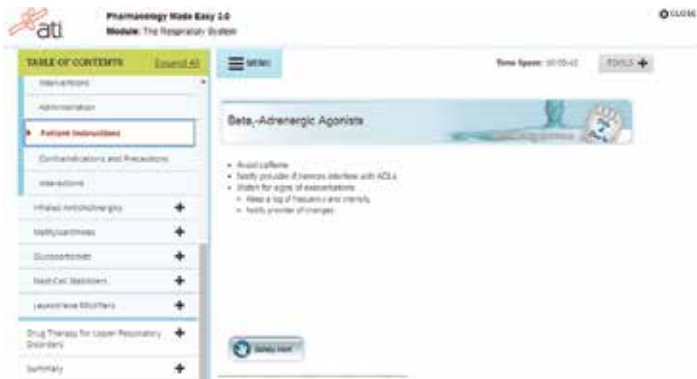 ati
Pharmacology Made Easy 3.0
Module: The Respiratory System
CLOSE
TABLE OF CONTENTS
Expand All
Interventions
Administration
Patient Instructions
Contraindications and Precautions
Interactions
Inhaled Anticholinergics
Methylxanthines
Glucocorticoids
Mast Cell Stabilizers
Leukotriene Modifiers
Drug Therapy for Upper Respiratory
Disorders
Summary
MENU
Time Spent:
TOOLS
Beta₂-Adrenergic Agonists
Avoid caffeine
Notify provider if tremors interfere with ADLs
Watch for signs of exacerbations
Keep a log of frequency and intensity
Notify provider of changes
Safety Alert